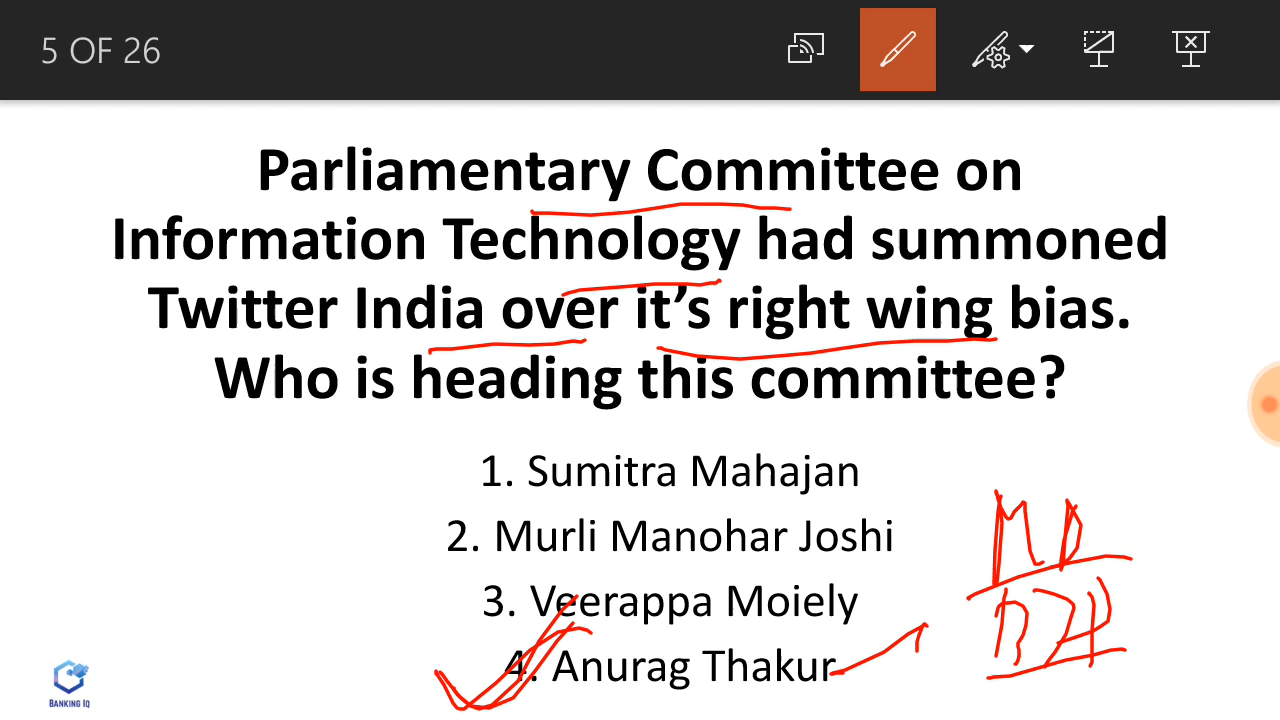 5 OF 26
Parliamentary Committee on
Information Technology had summoned
Twitter India over it's right wing bias.
Who is heading this committee?
1. Sumitra Mahajan
2. Murli Manohar Joshi
3. Veerappa Moiely
4. Anurag Thakur
BANKING IQ